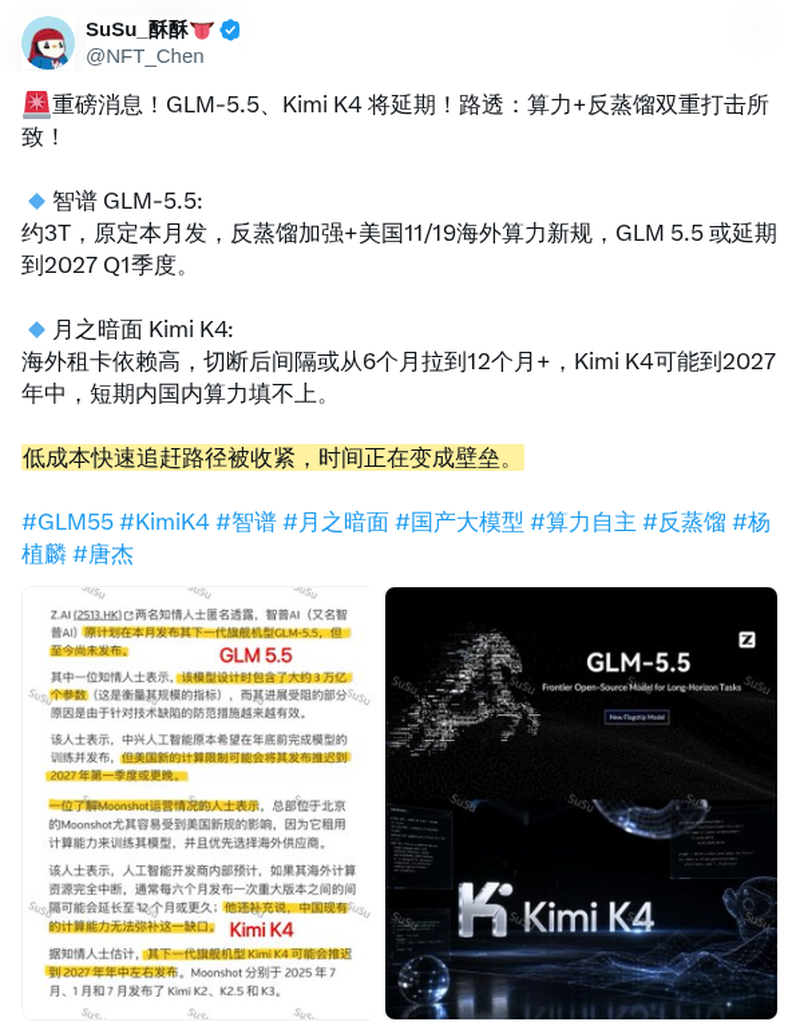 SuSu_酥酥👅
@NFT_Chen
🚨重磅消息！GLM-5.5、Kimi K4 将延期！路透：算力+反蒸馏双重打击所
致！
🔹智谱 GLM-5.5:
约3T，原定本月发，反蒸馏加强+美国11/19海外算力新规，GLM 5.5 或延期
到2027 Q1季度。
🔹月之暗面 Kimi K4:
海外租卡依赖高，切断后间隔或从6个月拉到12个月+，Kimi K4可能到2027
年中，短期内国内算力填不上。
低成本快速追赶路径被收紧，时间正在变成壁垒。
#GLM55 #KimiK4 #智谱 #月之暗面 #国产大模型 #算力自主 #反蒸馏 #杨
植麟 #唐杰
Z.AI (2513.HK) 两名知情人士匿名透露，智普AI（又名智
普AI）原计划在本月发布其下一代旗舰机型GLM-5.5，但
至今尚未发布。
GLM 5.5
其中一位知情人士表示，该模型设计时包含了大约 3 万亿
个参数（这是衡量其规模的指标），而其进展受阻的部分
原因是由于针对技术缺陷的防范措施越来越有效。
该人士表示，中兴人工智能原本希望在年底前完成模型的
训练并发布，但美国新的计算限制可能会将其发布推迟到
2027 年第一季度或更晚。
一位了解Moonshot运营情况的人士表示，总部位于北京
的Moonshot尤其容易受到美国新规的影响，因为它租用
计算能力来训练其模型，并且优先选择海外供应商。
该人士表示，人工智能开发商内部预计，如果其海外计算
资源完全中断，通常每六个月发布一次重大版本之间的间
隔可能会延长至 12 个月或更久；他还补充说，中国现有
的计算能力无法弥补这一缺口。
Kimi K4
据知情人士估计，其下一代旗舰机型 Kimi K4 可能会推迟
到 2027 年年中左右发布。Moonshot 分别于 2025 年 7
月、1 月和 7 月发布了 Kimi K2、K2.5 和 K3。
SuSu
GLM-5.5
Frontier Open-Source Model for Long-Horizon Tasks
New Flagship Model
Kimi K4